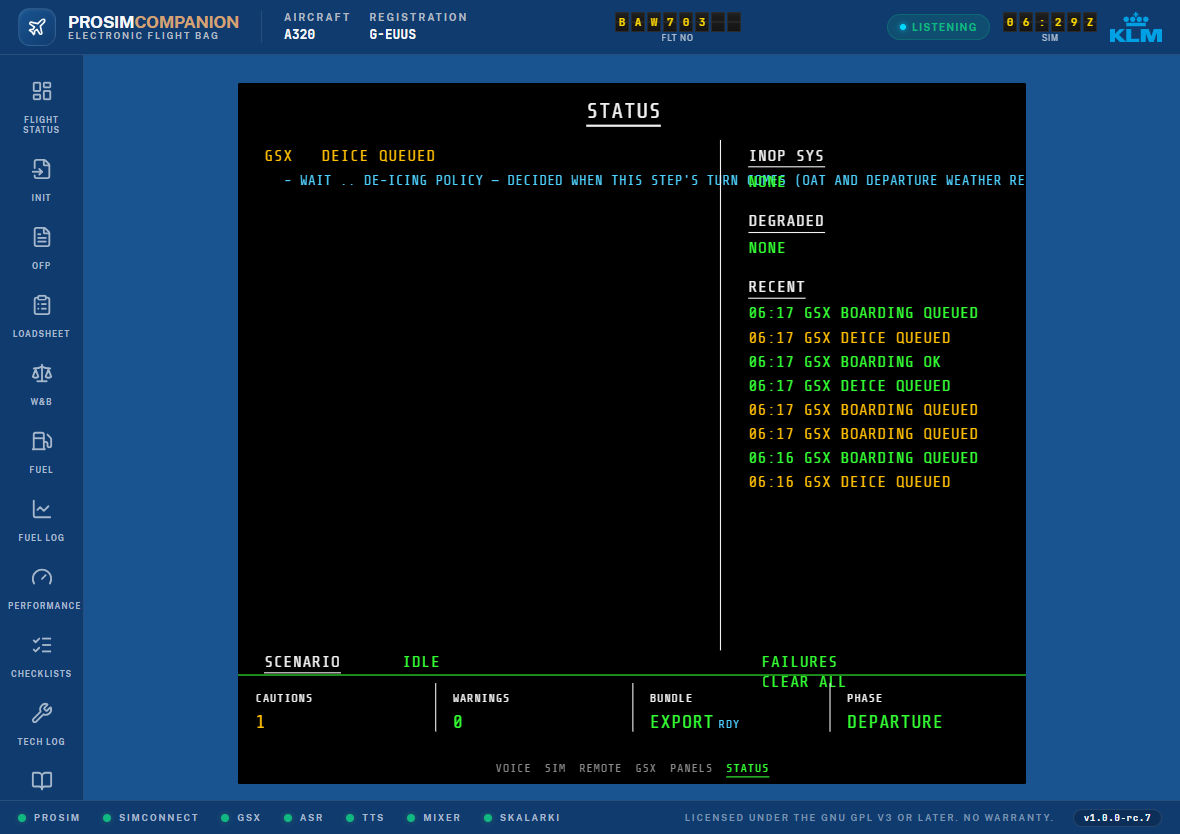 PROSIMCOMPANION
ELECTRONIC FLIGHT BAG
AIRCRAFT
A320
REGISTRATION
G-EUUS
BAW703
FLT NO
LISTENING
06:29Z
SIM
KLM
FLIGHT STATUS
INIT
OFP
LOADSHEET
W&B
FUEL
FUEL LOG
PERFORMANCE
CHECKLISTS
TECH LOG
STATUS
GSX DEICE QUEUED
- WAIT .. DE-ICING POLICY — DECIDED WHEN THIS STEP'S TURN COMES (OAT AND DEPARTURE WEATHER RE
INOP SYS
NONE
DEGRADED
NONE
RECENT
06:17 GSX BOARDING QUEUED
06:17 GSX DEICE QUEUED
06:17 GSX BOARDING OK
06:17 GSX DEICE QUEUED
06:17 GSX BOARDING QUEUED
06:17 GSX BOARDING QUEUED
06:16 GSX BOARDING QUEUED
06:16 GSX DEICE QUEUED
SCENARIO IDLE
FAILURES
CLEAR ALL
CAUTIONS
1
WARNINGS
0
BUNDLE
EXPORT RDY
PHASE
DEPARTURE
VOICE SIM REMOTE GSX PANELS STATUS
PROSIM SIMCONNECT GSX ASR TTS MIXER SKALARKI
LICENSED UNDER THE GNU GPL V3 OR LATER. NO WARRANTY.
v1.0.0-rc.7